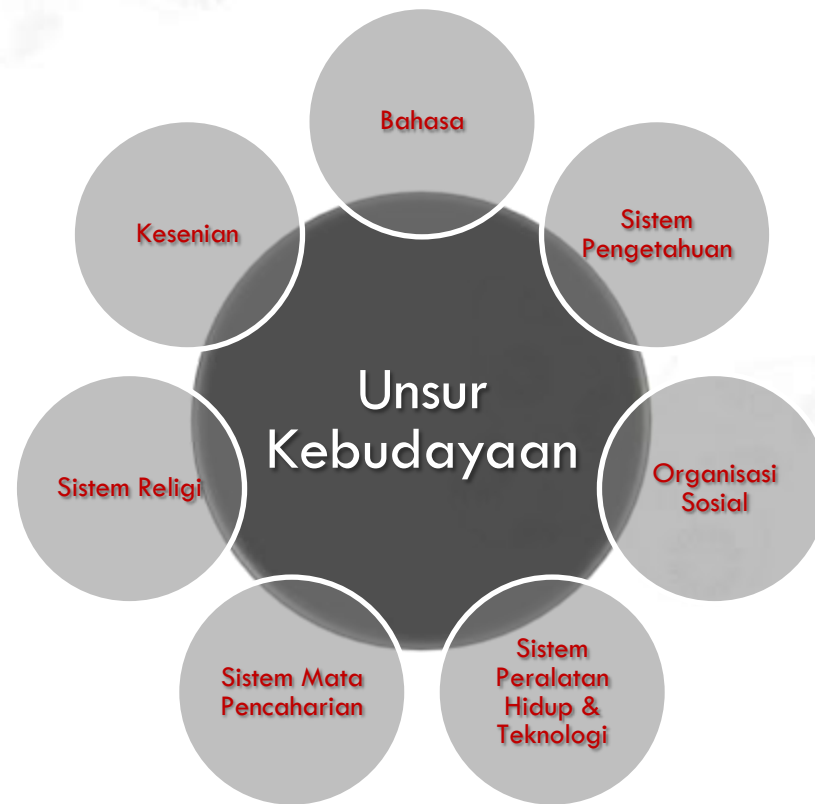 Bahasa
Sistem
Pengetahuan
Organisasi
Sosial
Sistem
Peralatan
Hidup &
Teknologi
Sistem Mata
Pencaharian
Sistem Religi
Kesenian
Unsur
Kebudayaan